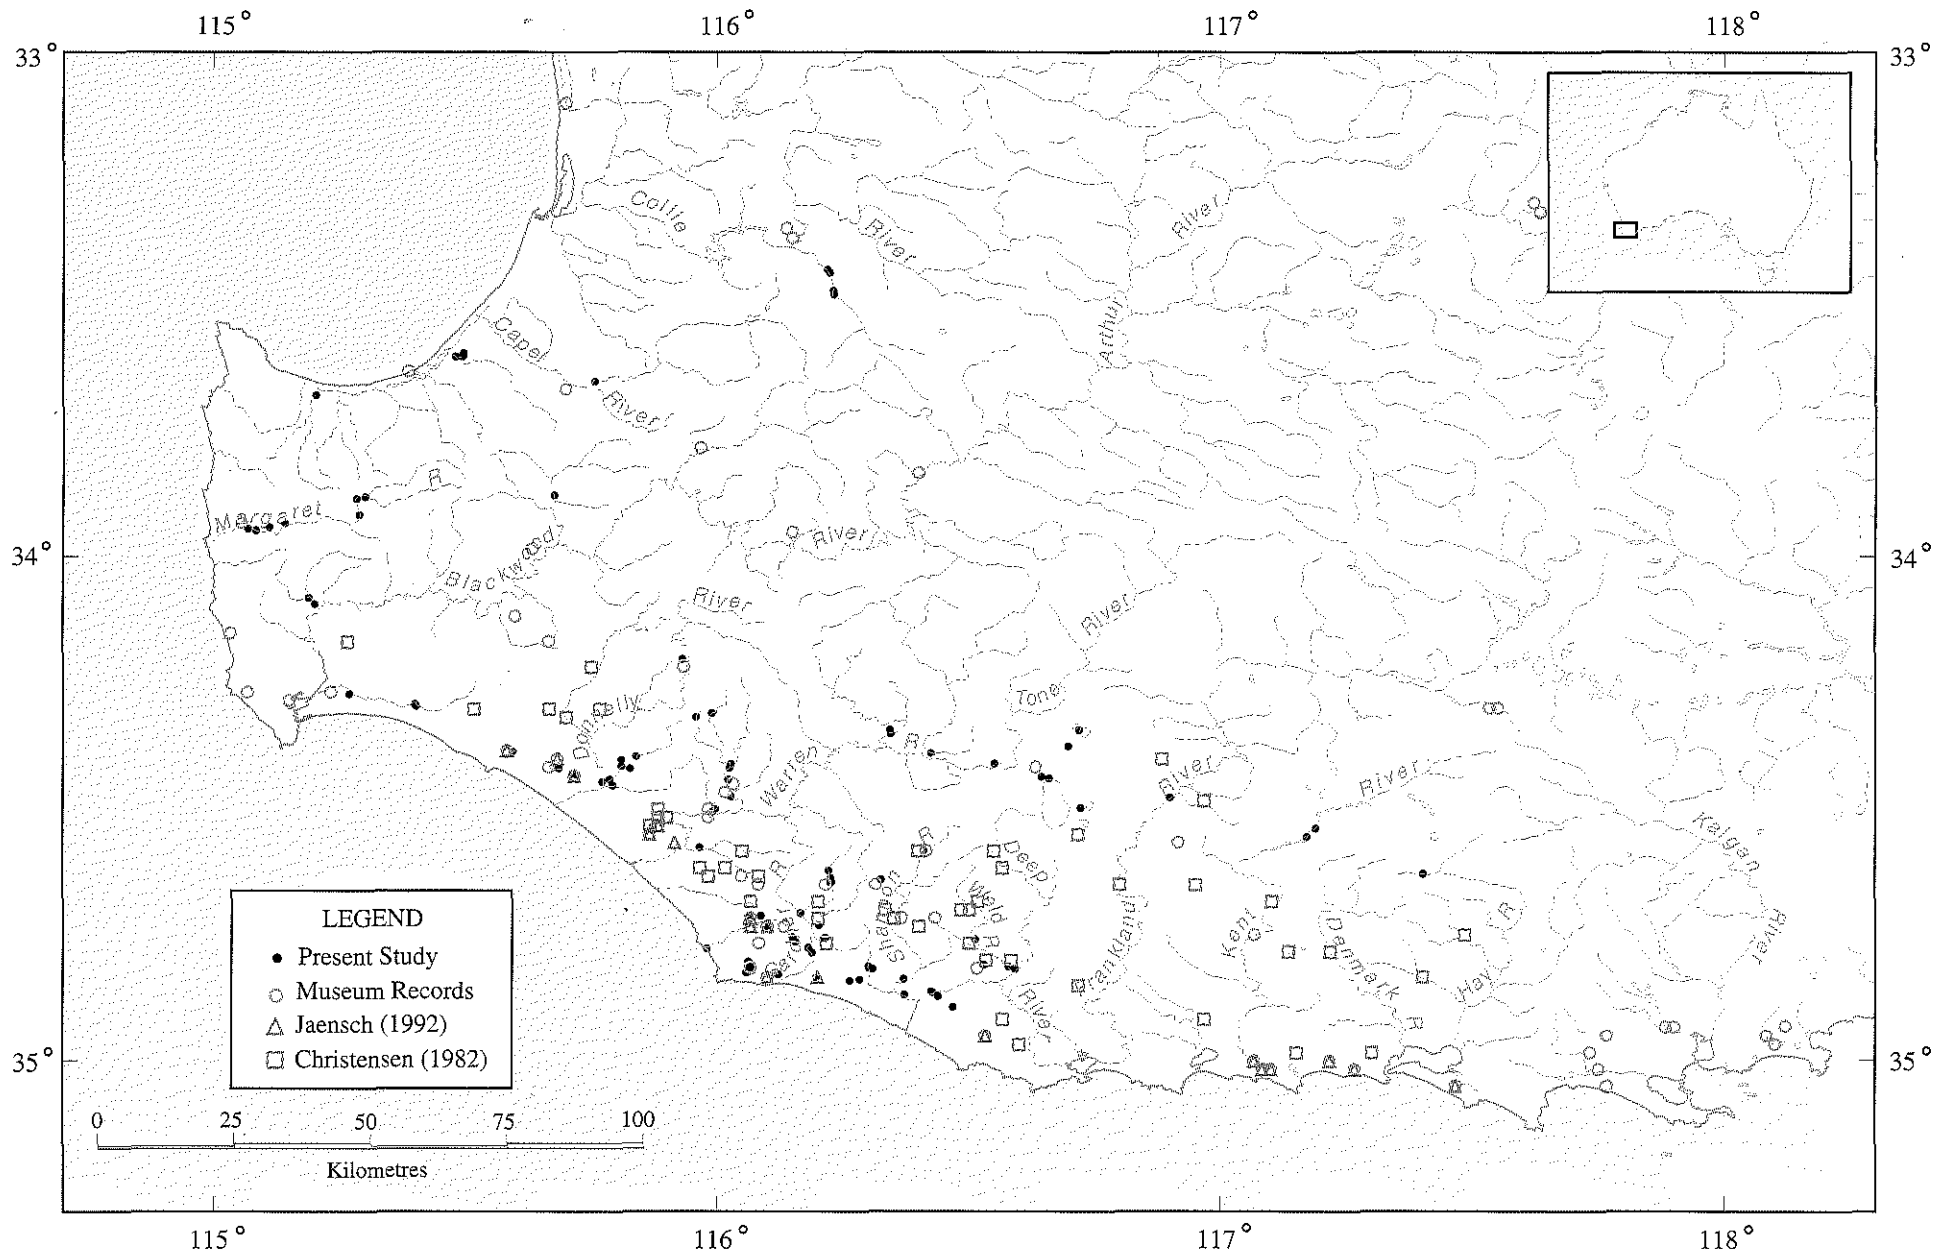 115° 116° 117° 118°
33° 33°
Collie
River
River
Arthur
Capel
River
Margaret R
34° 34°
Blackwood
River
River
River
Donnelly
Tone
R
Warren
River
River
Kalgan
River
R
R
Deep
Weld
Shannon
Gardner
River
Frankland
Kent
Denmark
Hay R
35° 35°
LEGEND
Present Study
Museum Records
Jaensch (1992)
Christensen (1982)
0 25 50 75 100
Kilometres
115° 116° 117° 118°